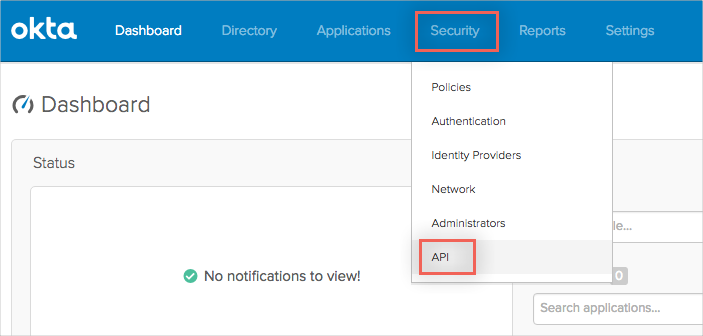 okta Dashboard Directory Applications Security Reports Settings
Policies
Dashboard
Authentication
Status
Identity Providers
Network
Administrators
le...
API
No notifications to view!
0
Search applications...